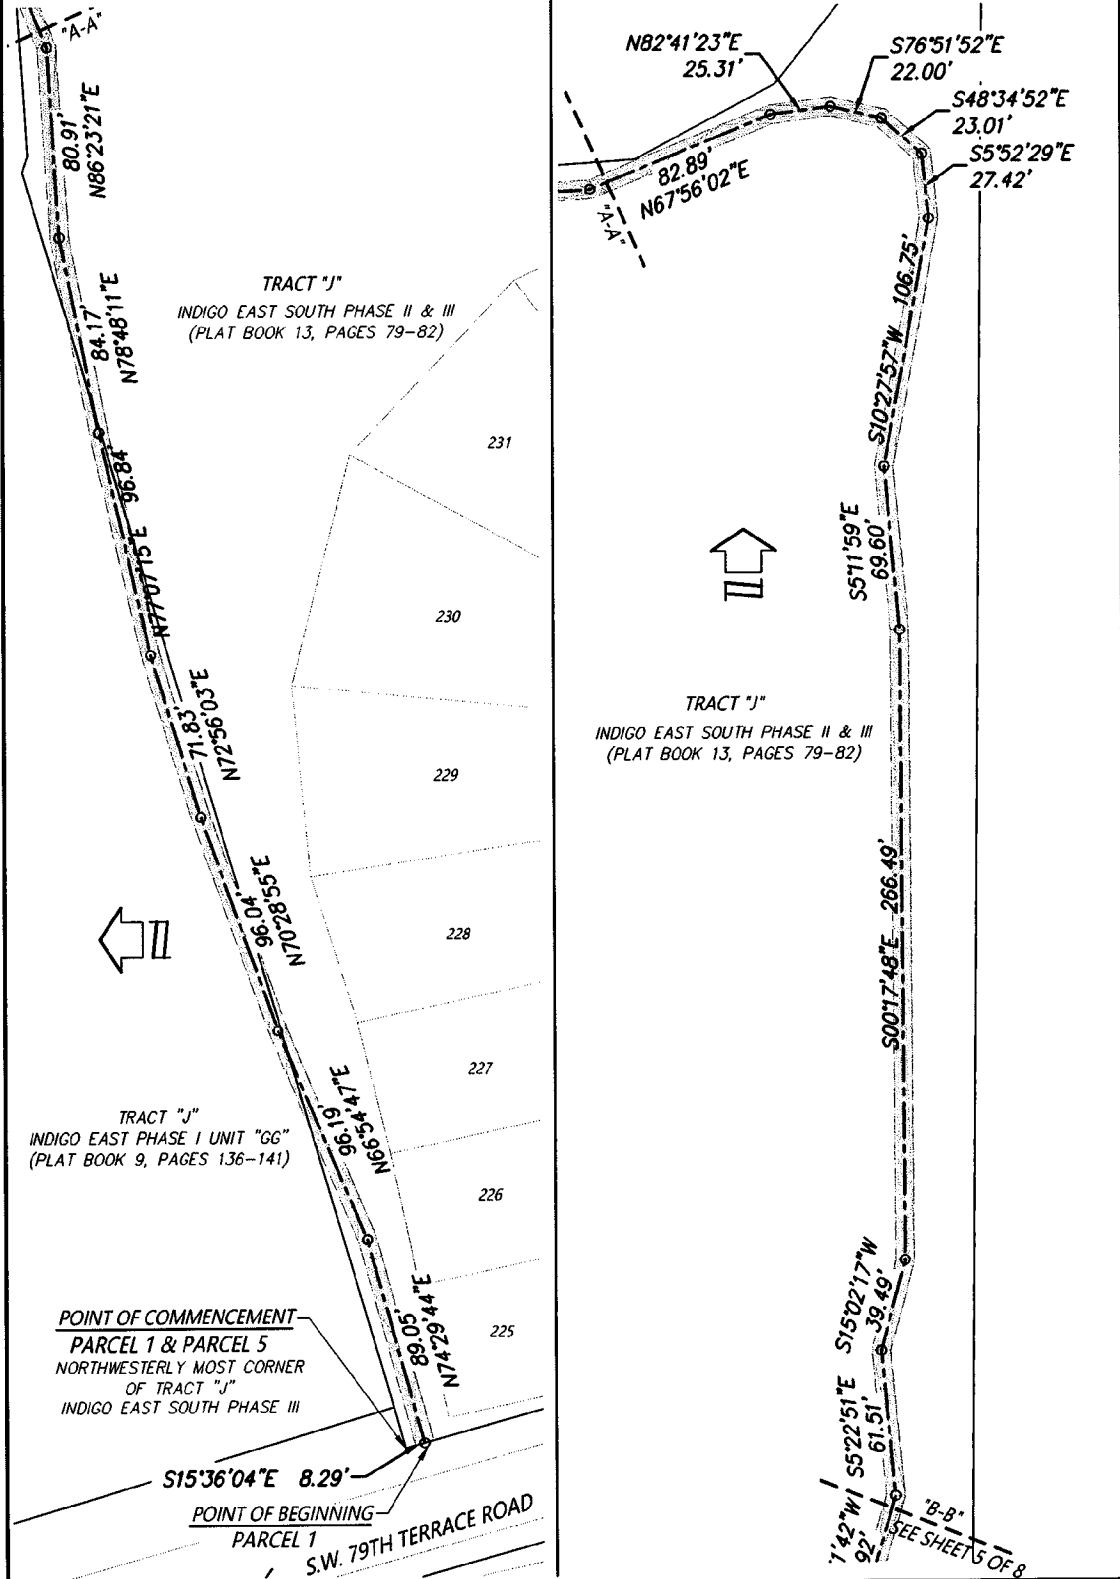 "A-A"
80.91'
N86°23'21"E
84.17'
N78°48'11"E
TRACT "J"
INDIGO EAST SOUTH PHASE II & III
(PLAT BOOK 13, PAGES 79-82)
N77°07'15"E 96.84'
231
230
71.83'
N72°56'03"E
229
96.04'
N70°28'55"E
228
227
96.19'
N66°54'47"E
TRACT "J"
INDIGO EAST PHASE I UNIT "GG"
(PLAT BOOK 9, PAGES 136-141)
226
89.05'
N74°29'44"E
225
POINT OF COMMENCEMENT
PARCEL 1 & PARCEL 5
NORTHWESTERLY MOST CORNER
OF TRACT "J"
INDIGO EAST SOUTH PHASE III
S15°36'04"E 8.29'
POINT OF BEGINNING
PARCEL 1
S.W. 79TH TERRACE ROAD
N82°41'23"E
25.31'
S76°51'52"E
22.00'
S48°34'52"E
23.01'
S5°52'29"E
27.42'
82.89'
N67°56'02"E
"A-A"
S10°27'57"W 106.75'
S5°11'59"E
69.60'
TRACT "J"
INDIGO EAST SOUTH PHASE II & III
(PLAT BOOK 13, PAGES 79-82)
S00°17'48"E 266.49'
S15°02'17"W
39.49'
S5°22'51"E
61.51'
1'42"W
92'
"B-B"
SEE SHEET 5 OF 8